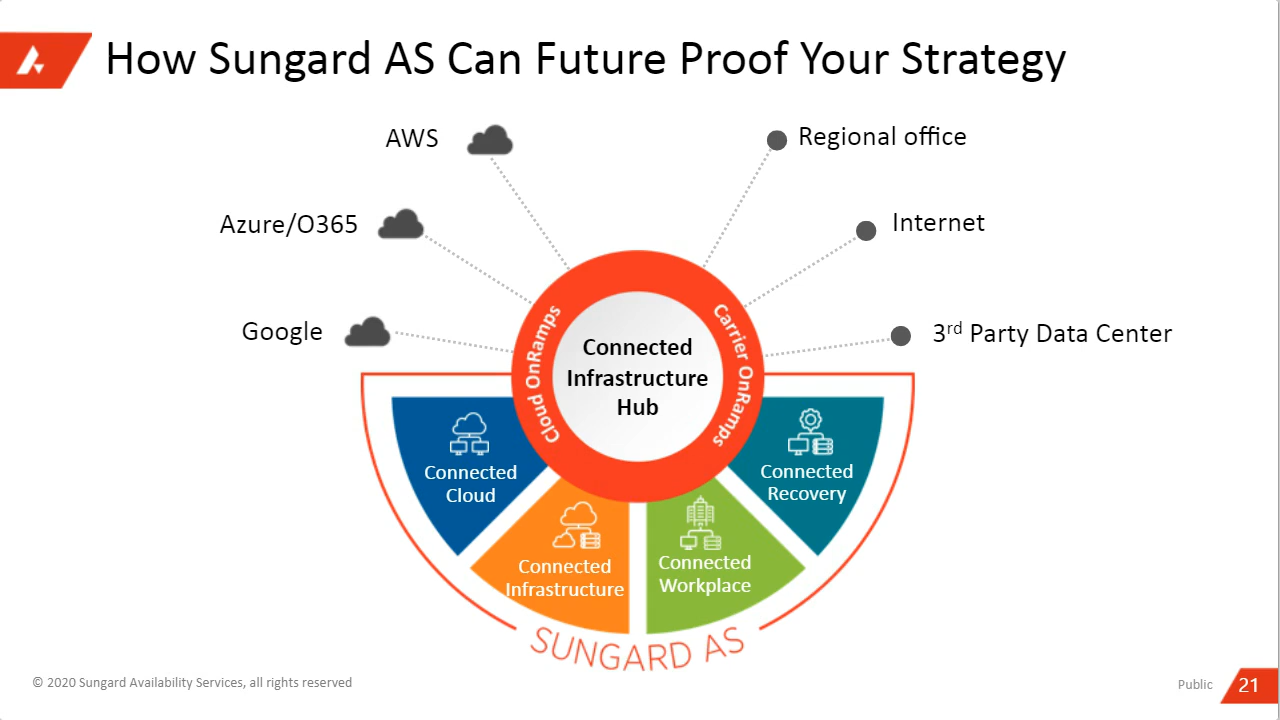 How Sungard AS Can Future Proof Your Strategy
AWS
Regional office
Azure/O365
Internet
Google
3rd Party Data Center
Cloud OnRamps
Carrier OnRamps
Connected
Infrastructure
Hub
Connected
Cloud
Connected
Infrastructure
Connected
Workplace
Connected
Recovery
SUNGARD AS
© 2020 Sungard Availability Services, all rights reserved
Public
21